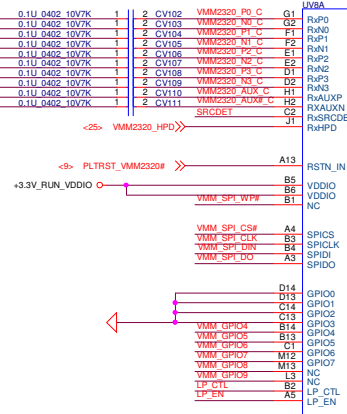 UV8A
0.1U_0402_10V7K 1 2 CV102 VMM2320_P0_C G1 RxP0
0.1U_0402_10V7K 1 2 CV103 VMM2320_N0_C G2 RxN0
0.1U_0402_10V7K 1 2 CV104 VMM2320_P1_C F1 RxP1
0.1U_0402_10V7K 1 2 CV105 VMM2320_N1_C F2 RxN1
0.1U_0402_10V7K 1 2 CV106 VMM2320_P2_C E1 RxP2
0.1U_0402_10V7K 1 2 CV107 VMM2320_N2_C E2 RxN2
0.1U_0402_10V7K 1 2 CV108 VMM2320_P3_C D1 RxP3
0.1U_0402_10V7K 1 2 CV109 VMM2320_N3_C D2 RxN3
0.1U_0402_10V7K 1 2 CV110 VMM2320_AUX_C H1 RxAUXP
0.1U_0402_10V7K 1 2 CV111 VMM2320_AUX#_C H2 RXAUXN
SRCDET C2 RxSRCDE
<25> VMM2320_HPD J1 RxHPD
<9> PLTRST_VMM2320# A13 RSTN_IN
+3.3V_RUN_VDDIO B5 VDDIO
B6 VDDIO
VMM_SPI_WP# B1 NC
VMM_SPI_CS# A4 SPICS
VMM_SPI_CLK B3 SPICLK
VMM_SPI_DIN B4 SPIDI
VMM_SPI_DO A3 SPIDO
D14 GPIO0
D13 GPIO1
C14 GPIO2
C13 GPIO3
VMM_GPIO4 B14 GPIO4
VMM_GPIO5 B13 GPIO5
VMM_GPIO6 C1 GPIO6
VMM_GPIO7 M12 GPIO7
VMM_GPIO8 M13 NC
VMM_GPIO9 L3 NC
LP_CTL B2 LP_CTL
LP_EN A5 LP_EN